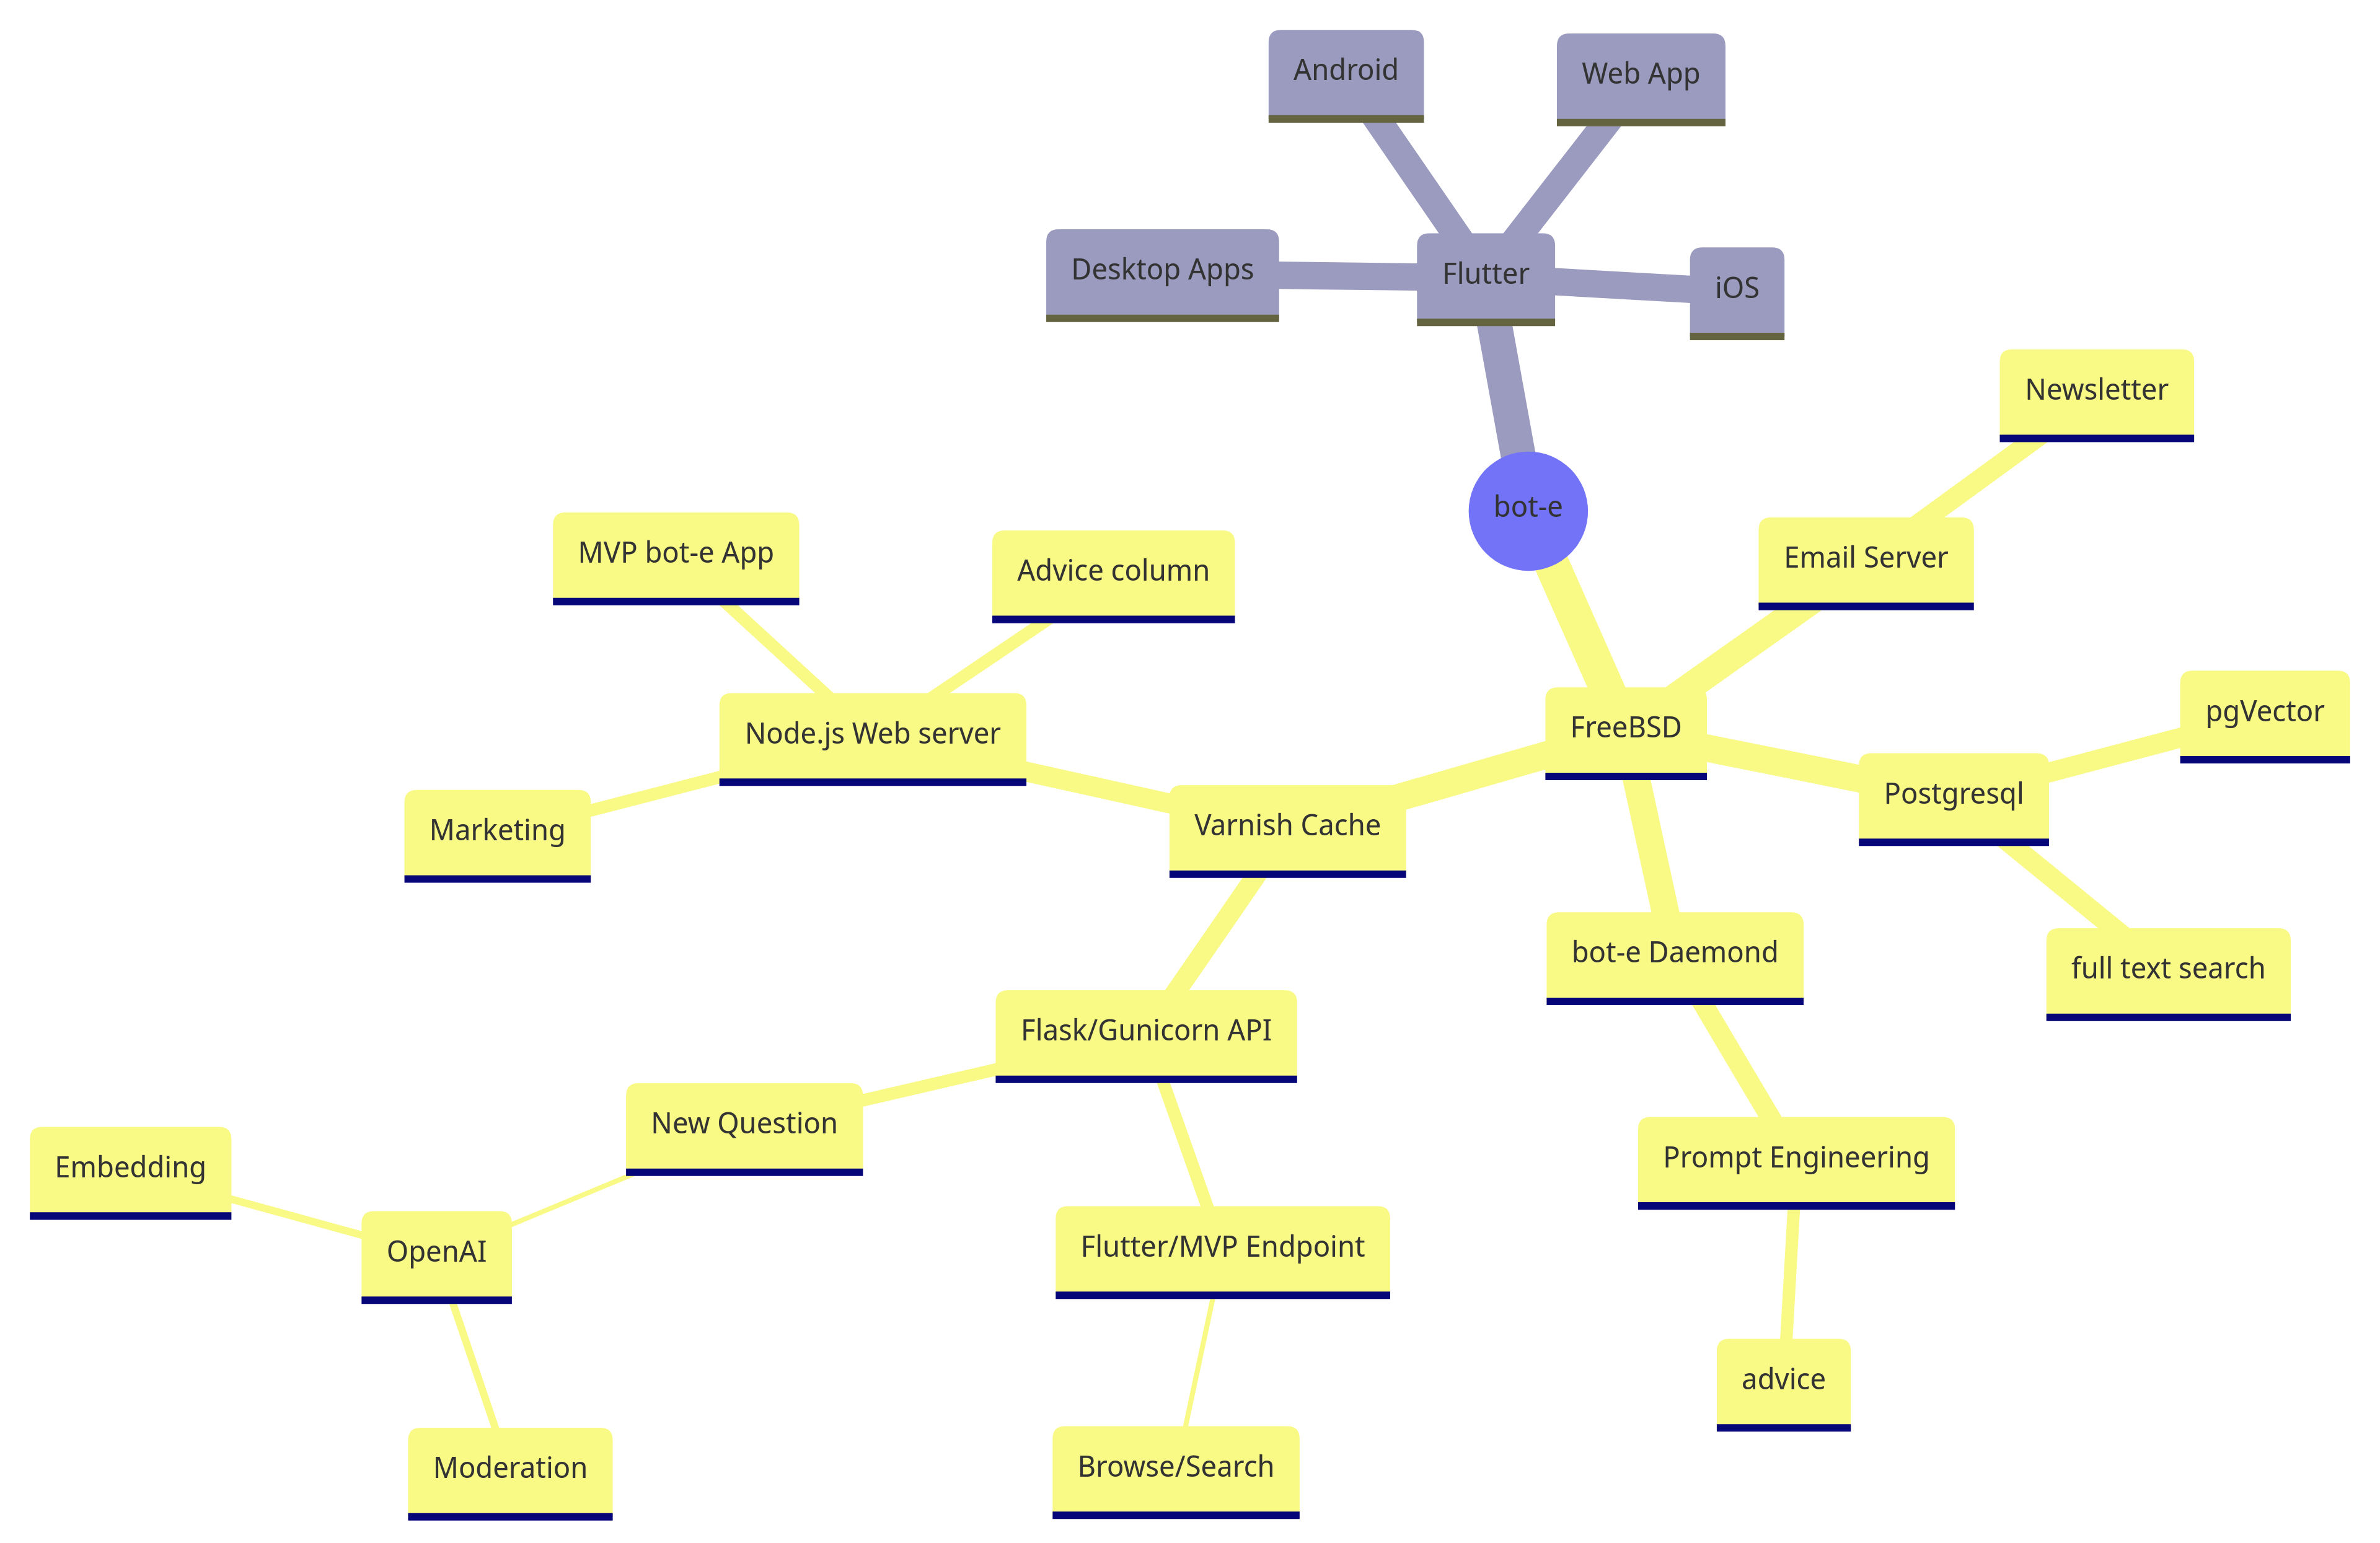 Android
Web App
Desktop Apps
Flutter
iOS
Newsletter
bot-e
MVP bot-e App
Advice column
Email Server
Node.js Web server
FreeBSD
pgVector
Marketing
Varnish Cache
Postgresql
bot-e Daemond
full text search
Flask/Gunicorn API
New Question
Embedding
Prompt Engineering
OpenAI
Flutter/MVP Endpoint
advice
Moderation
Browse/Search